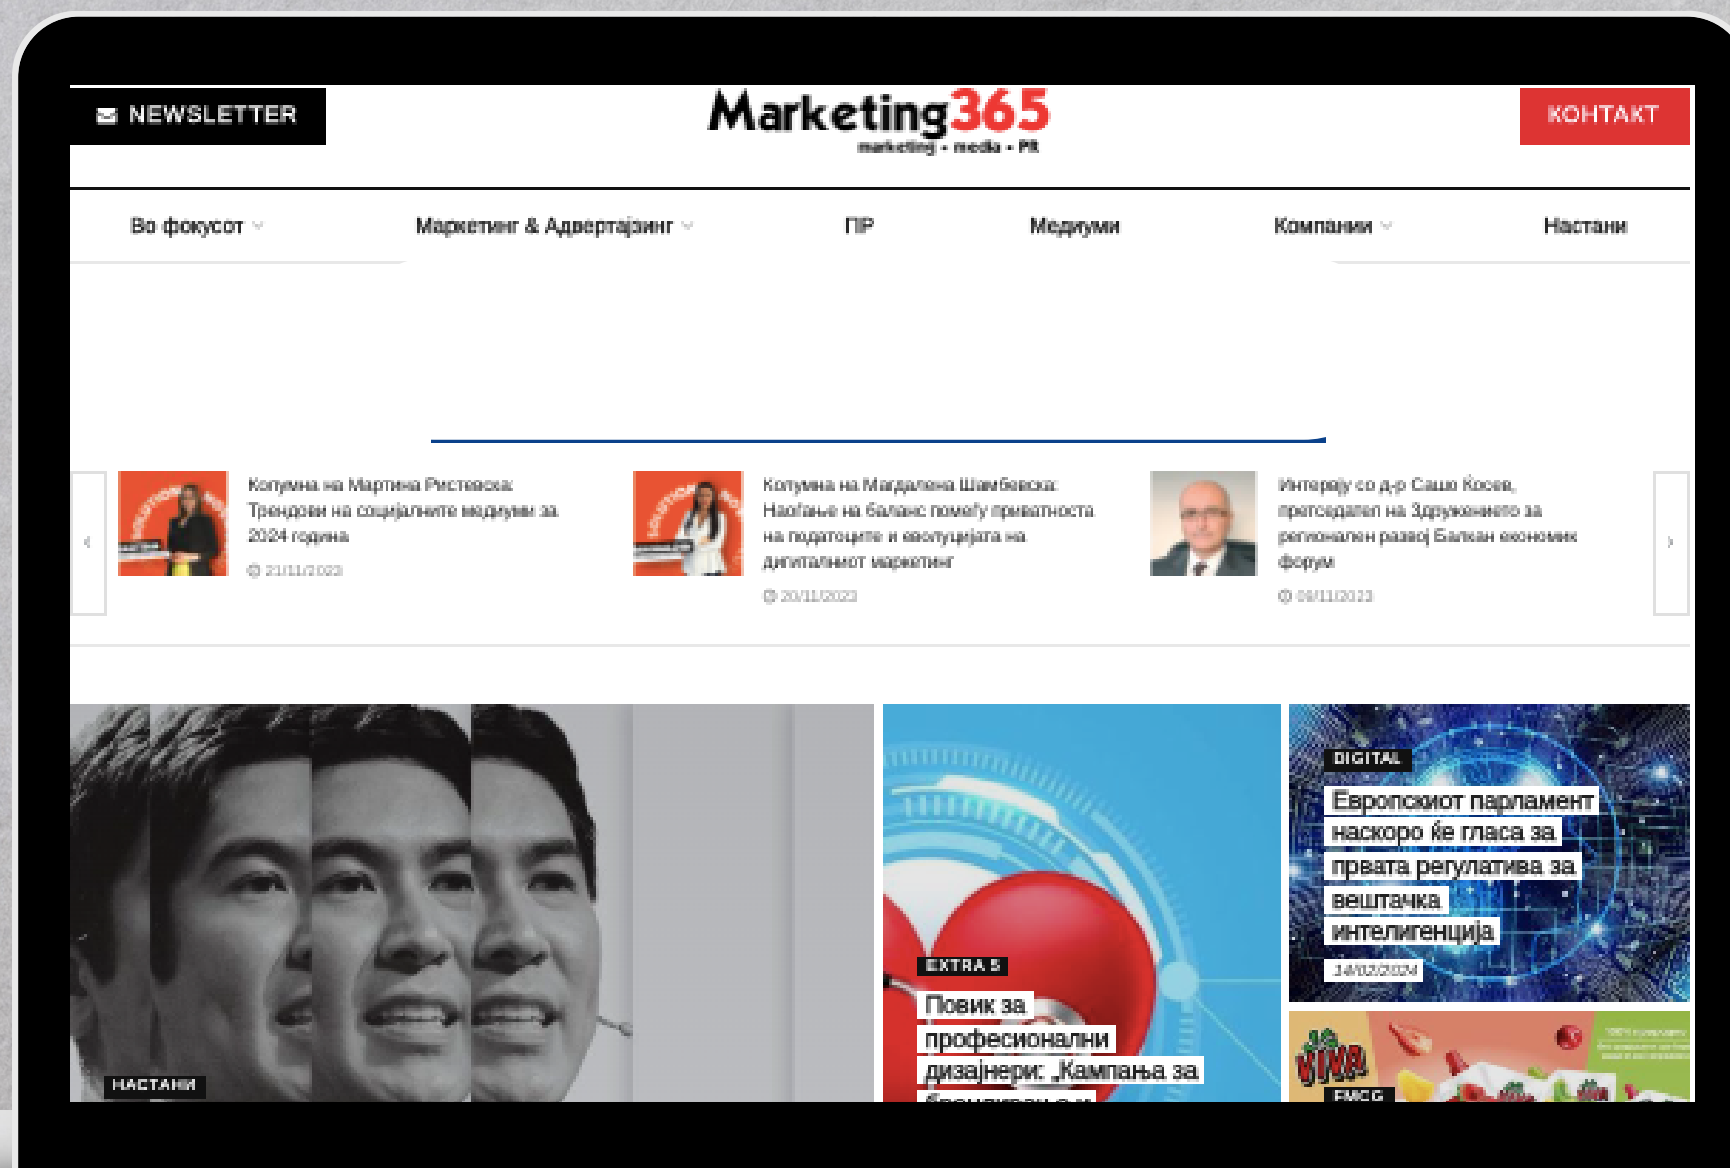 NEWSLETTER
Marketing365
marketing • media • PR
КОНТАКТ
Во фокусот
Маркетинг & Адвертајзинг
ПР
Медиуми
Компании
Настани
Колумна на Мартина Ристевска:
Трендови на социјалните медиуми за
2024 година
21/11/2023
Колумна на Магдалена Шамбевска:
Наоѓање на баланс помеѓу приватноста
на податоците и еволуцијата на
дигиталниот маркетинг
20/11/2023
Интервју со д-р Сашо Ќосев,
претседател на Здружението за
регионален развој Балкан економик
форум
09/11/2023
НАСТАНИ
EXTRA 5
Повик за
професионални
дизајнери: „Кампања за
DIGITAL
Европскиот парламент
наскоро ќе гласа за
првата регулатива за
вештачка
интелигенција
14/02/2024
VIVA
FMCG